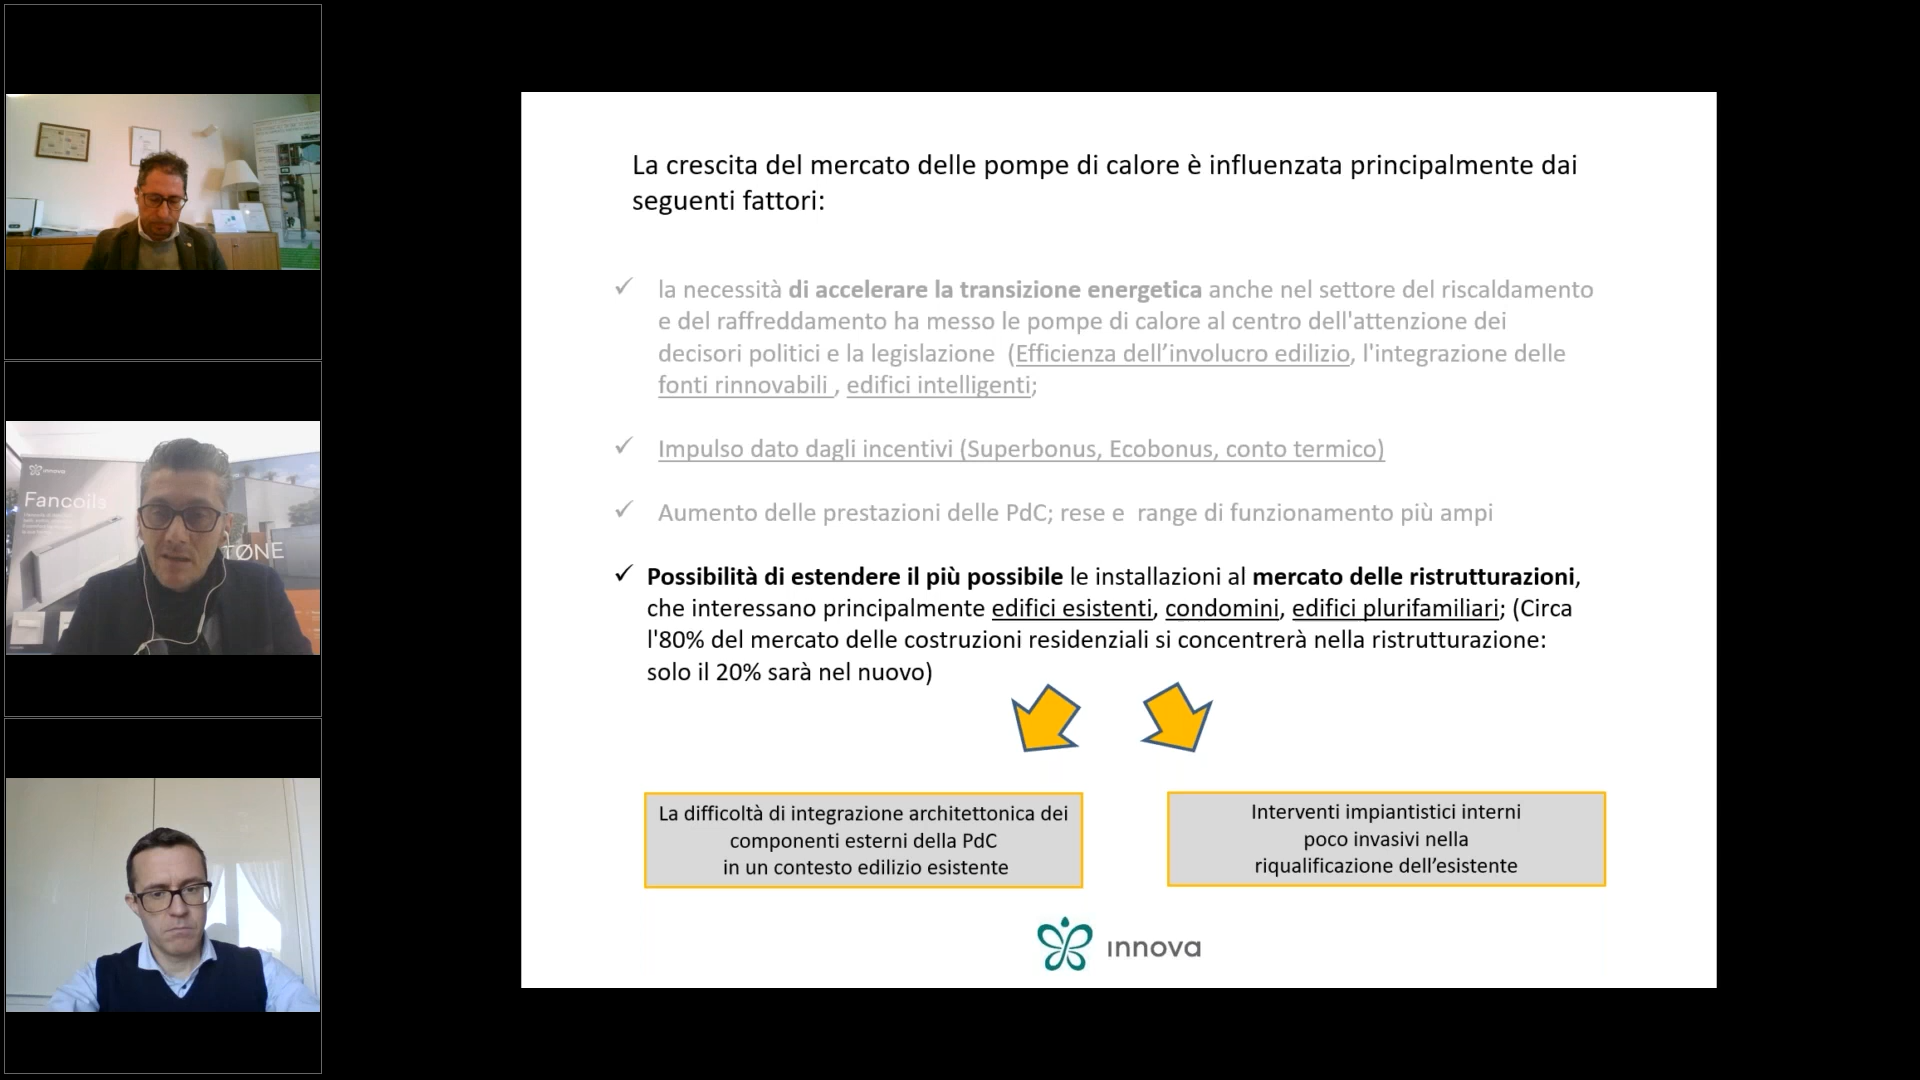 La crescita del mercato delle pompe di calore è influenzata principalmente dai
seguenti fattori:
✓ la necessità di accelerare la transizione energetica anche nel settore del riscaldamento
e del raffreddamento ha messo le pompe di calore al centro dell'attenzione dei
decisori politici e la legislazione (Efficienza dell’involucro edilizio, l'integrazione delle
fonti rinnovabili , edifici intelligenti;
✓ Impulso dato dagli incentivi (Superbonus, Ecobonus, conto termico)
✓ Aumento delle prestazioni delle PdC; rese e range di funzionamento più ampi
✓ Possibilità di estendere il più possibile le installazioni al mercato delle ristrutturazioni,
che interessano principalmente edifici esistenti, condomini, edifici plurifamiliari; (Circa
l'80% del mercato delle costruzioni residenziali si concentrerà nella ristrutturazione:
solo il 20% sarà nel nuovo)
La difficoltà di integrazione architettonica dei
componenti esterni della PdC
in un contesto edilizio esistente
Interventi impiantistici interni
poco invasivi nella
riqualificazione dell’esistente
innova
innova
Fancoils
TØNE